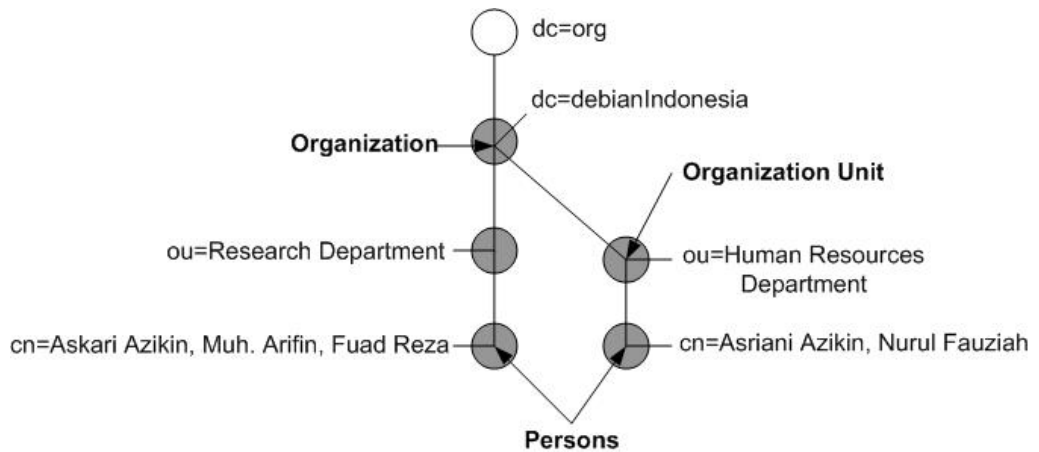 dc=org
dc=debianIndonesia
Organization
Organization Unit
ou=Research Department
ou=Human Resources
Department
cn=Askari Azikin, Muh. Arifin, Fuad Reza
cn=Asriani Azikin, Nurul Fauziah
Persons